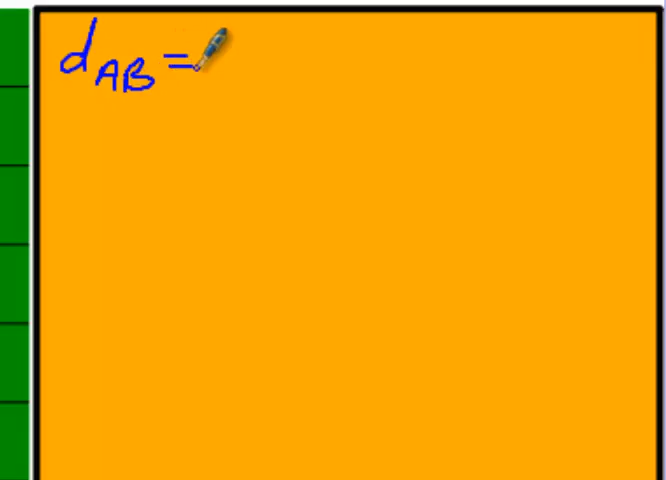 dAB =